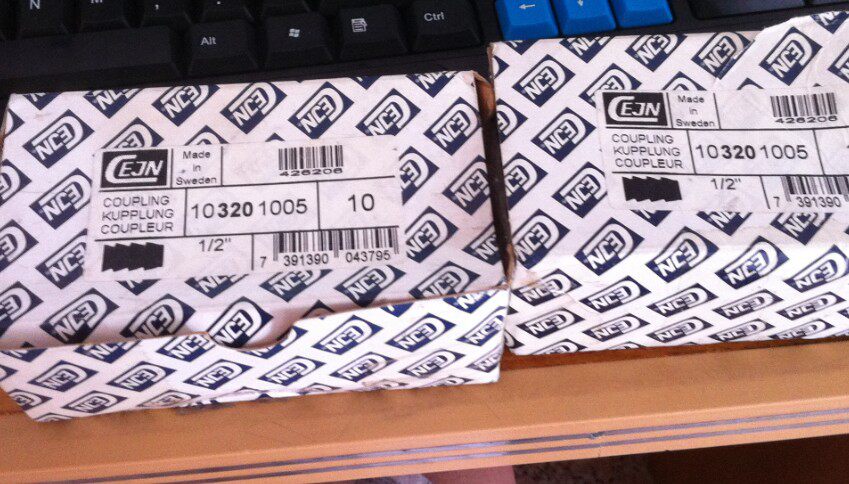 N
M
Alt
Ctrl
CEJN
Made
in
Sweden
426206
COUPLING
KUPPLUNG
COUPLEUR
10 320 1005
10
1/2"
7 391390 043795
CEJN
Made
in
Sweden
426206
COUPLING
KUPPLUNG
COUPLEUR
10 320 1005
1/2"
7 391390